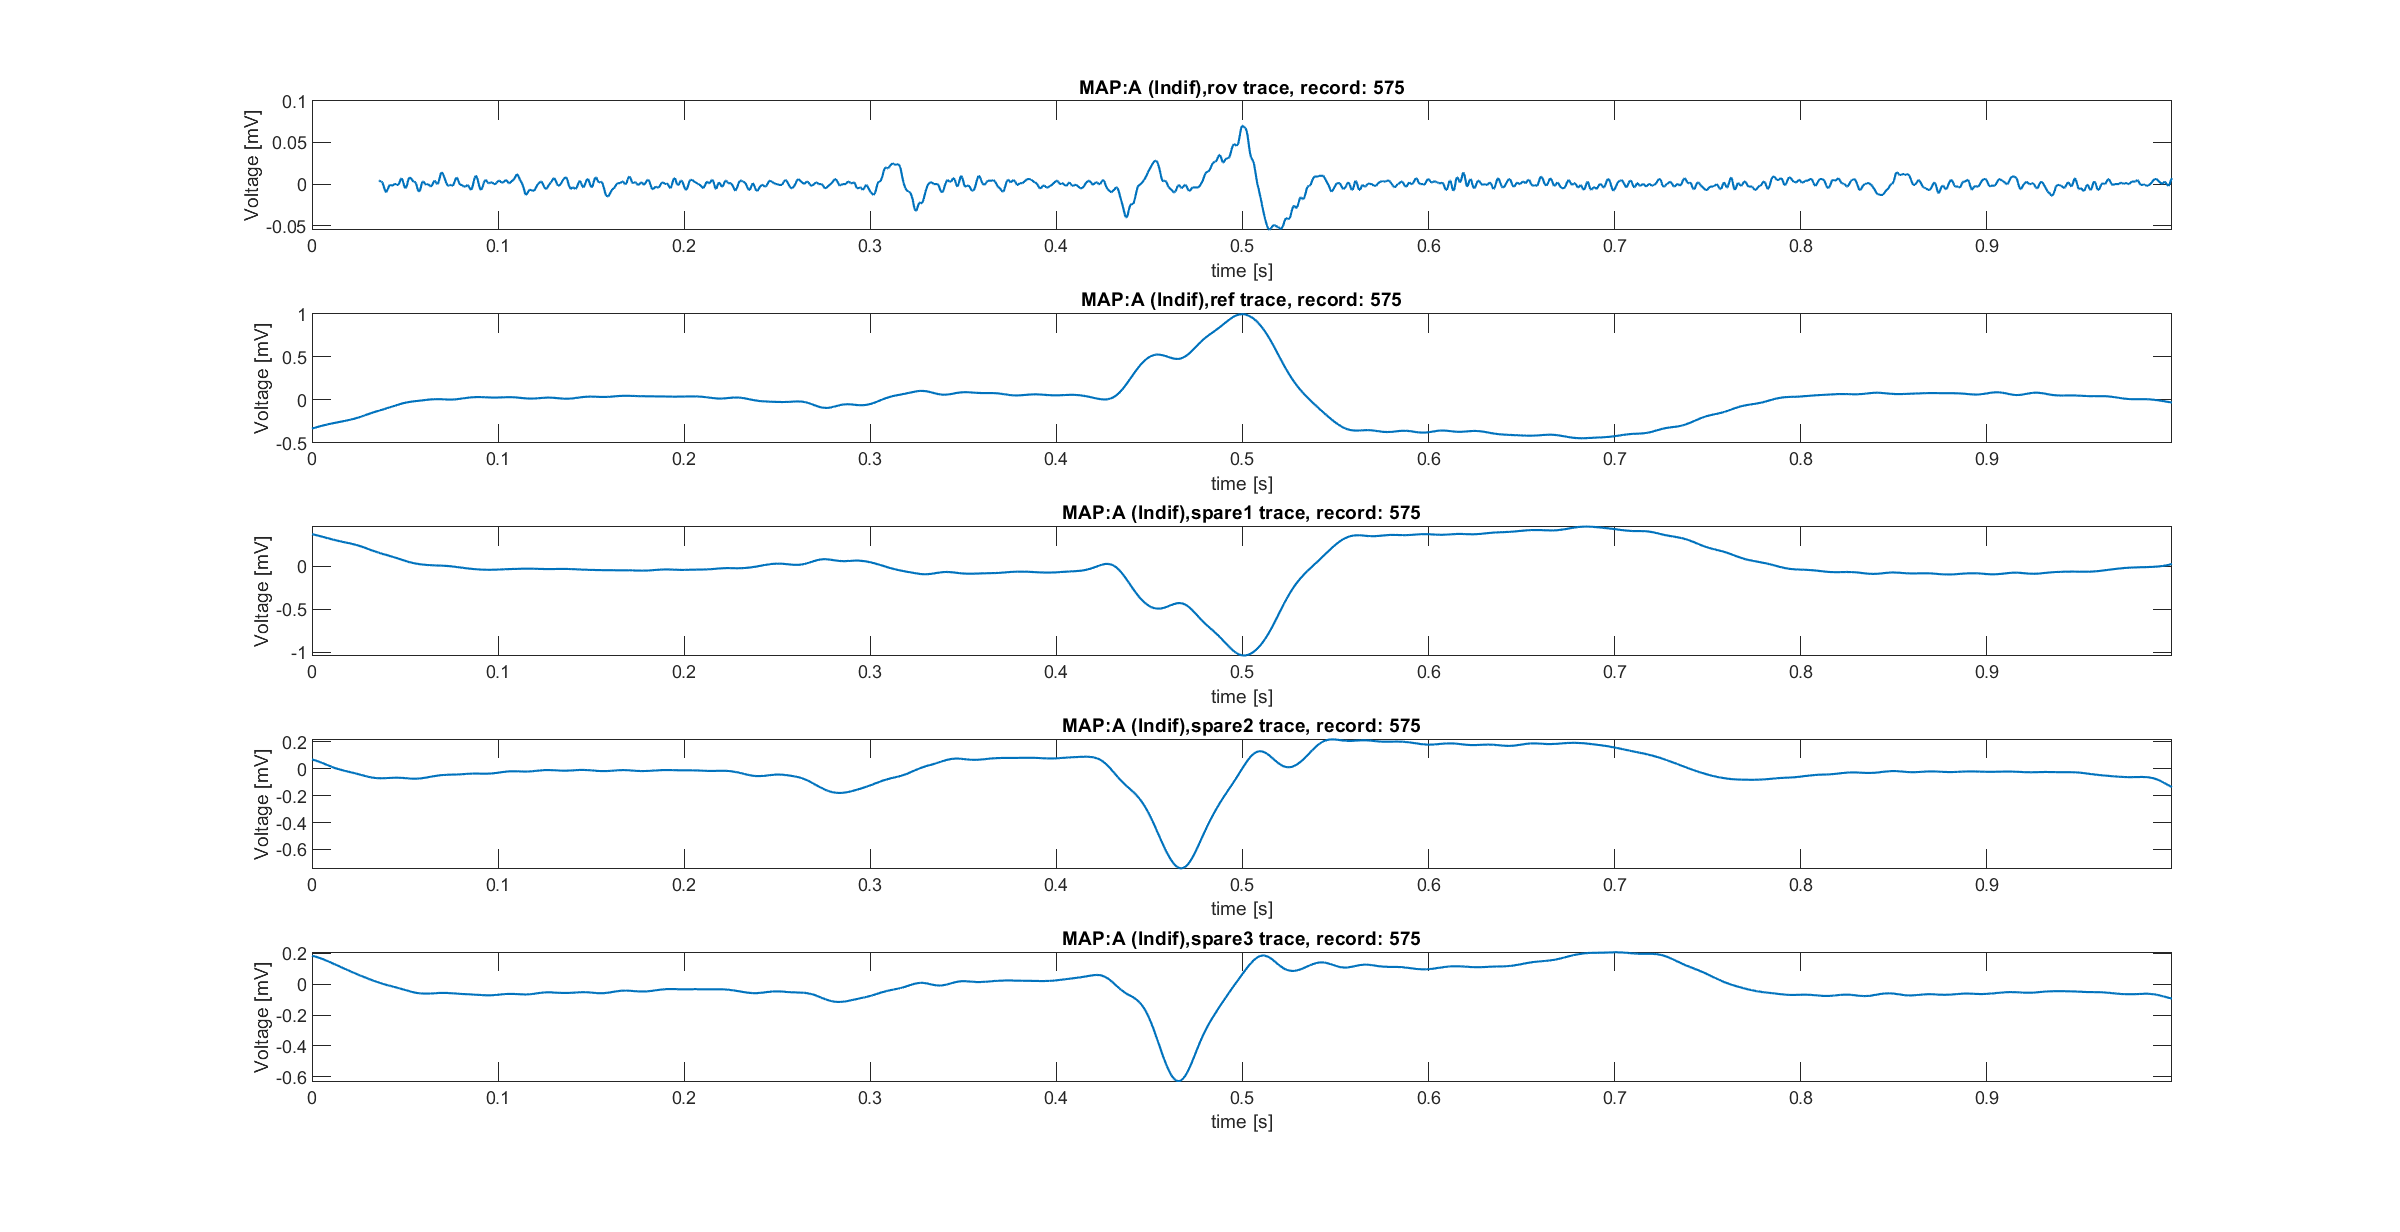 MAP:A (Indif),rov trace, record: 575
Voltage [mV]
0.1
0.05
0
-0.05
0 0.1 0.2 0.3 0.4 0.5 0.6 0.7 0.8 0.9
time [s]
MAP:A (Indif),ref trace, record: 575
Voltage [mV]
1
0.5
0
-0.5
0 0.1 0.2 0.3 0.4 0.5 0.6 0.7 0.8 0.9
time [s]
MAP:A (Indif),spare1 trace, record: 575
Voltage [mV]
0
-0.5
-1
0 0.1 0.2 0.3 0.4 0.5 0.6 0.7 0.8 0.9
time [s]
MAP:A (Indif),spare2 trace, record: 575
Voltage [mV]
0.2
0
-0.2
-0.4
-0.6
0 0.1 0.2 0.3 0.4 0.5 0.6 0.7 0.8 0.9
time [s]
MAP:A (Indif),spare3 trace, record: 575
Voltage [mV]
0.2
0
-0.2
-0.4
-0.6
0 0.1 0.2 0.3 0.4 0.5 0.6 0.7 0.8 0.9
time [s]